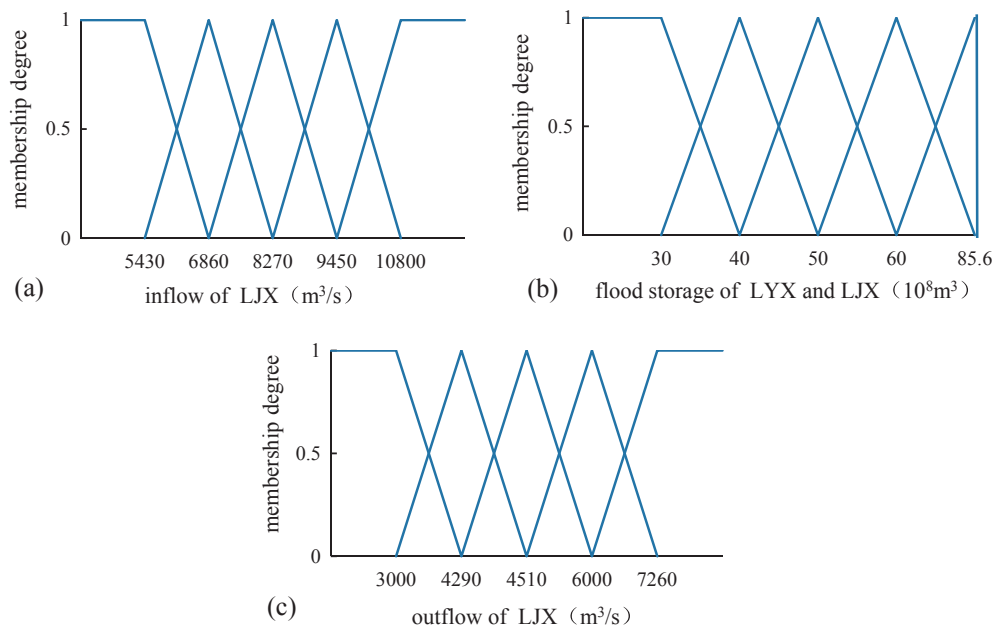 1
0.5
0
membership degree
5430 6860 8270 9450 10800
(a)
inflow of LJX（m³/s）
1
0.5
0
membership degree
30 40 50 60 85.6
(b)
flood storage of LYX and LJX（10⁸m³）
1
0.5
0
membership degree
3000 4290 4510 6000 7260
(c)
outflow of LJX（m³/s）